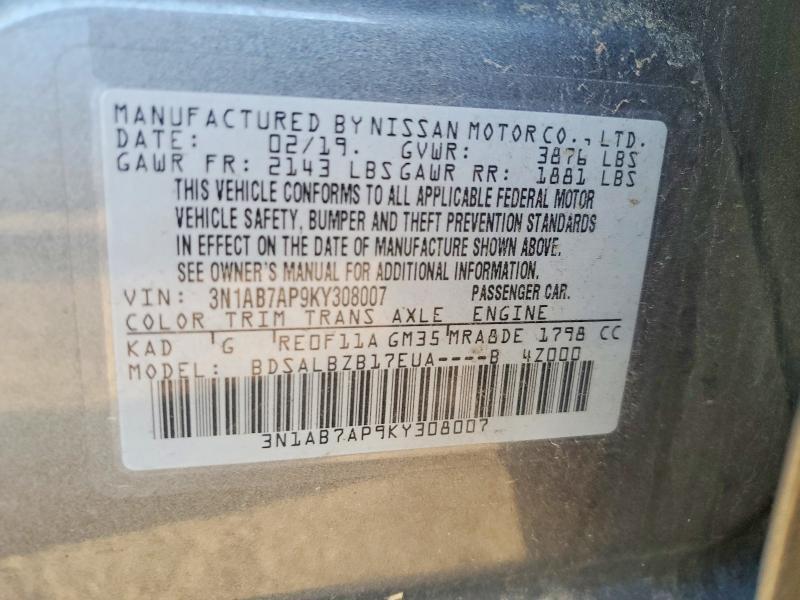 MANUFACTURED BY NISSAN MOTOR CO., LTD.
DATE: 02/19. GVWR: 3876 LBS
GAWR FR: 2143 LBS GAWR RR: 1881 LBS
THIS VEHICLE CONFORMS TO ALL APPLICABLE FEDERAL MOTOR
VEHICLE SAFETY, BUMPER AND THEFT PREVENTION STANDARDS
IN EFFECT ON THE DATE OF MANUFACTURE SHOWN ABOVE.
SEE OWNER'S MANUAL FOR ADDITIONAL INFORMATION.
VIN: 3N1AB7AP9KY308007 PASSENGER CAR.
COLOR TRIM TRANS AXLE ENGINE
KAD G RE0F11A GM35 MRA8DE 1798 CC
MODEL: BDSALBZB17EUA----B 4Z000
3N1AB7AP9KY308007